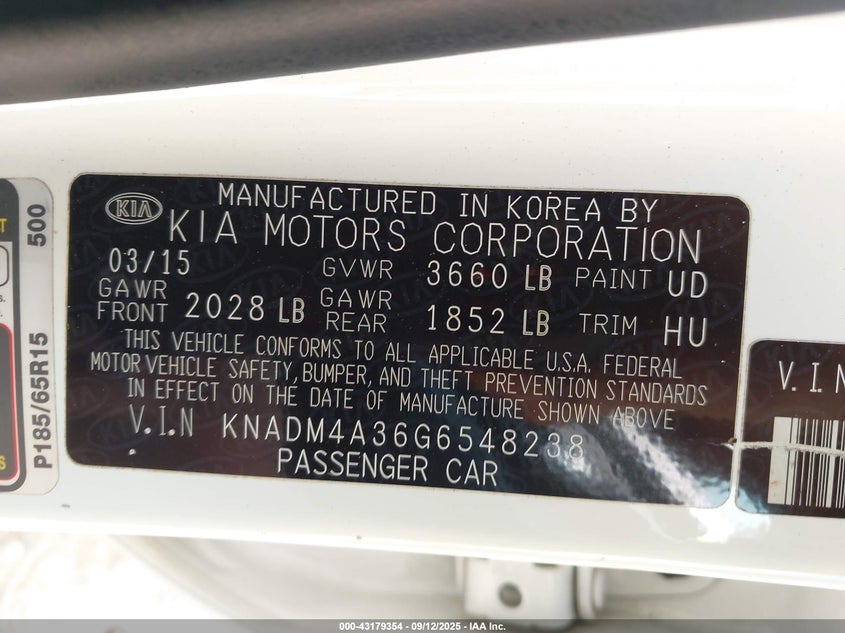 KIA
MANUFACTURED IN KOREA BY
KIA MOTORS CORPORATION
03/15 GVWR 3660 LB PAINT UD
GAWR FRONT 2028 LB GAWR REAR 1852 LB TRIM HU
THIS VEHICLE CONFORMS TO ALL APPLICABLE U.S.A. FEDERAL
MOTOR VEHICLE SAFETY, BUMPER, AND THEFT PREVENTION STANDARDS
IN EFFECT ON THE DATE OF MANUFACTURE SHOWN ABOVE
V.I.N KNADM4A36G6548238
PASSENGER CAR
P185/65R15 500
V.I.N
000-43179354 - 09/12/2025 - IAA Inc.